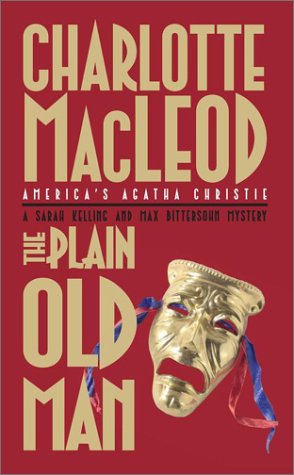 CHARLOTTE
MACLEOD
AMERICA'S AGATHA CHRISTIE
A SARAH KELLING AND MAX BITTERSOHN MYSTERY
THE PLAIN
OLD
MAN